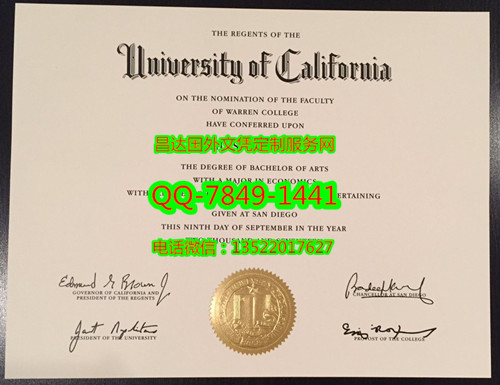 THE REGENTS OF THE
University of California
ON THE NOMINATION OF THE FACULTY
OF WARREN COLLEGE
HAVE CONFERRED UPON
昌达国外文凭定制服务网
THE DEGREE OF BACHELOR OF ARTS
WITH A MAJOR IN ECONOMICS
QQ-7849-1441
WITH
GIVEN AT SAN DIEGO
THIS NINTH DAY OF SEPTEMBER IN THE YEAR
TWO THOUSAND
电话微信：13522017627
GOVERNOR OF CALIFORNIA AND
PRESIDENT OF THE REGENTS
CHANCELLOR AT SAN DIEGO
PRESIDENT OF THE UNIVERSITY
PROVOST OF THE COLLEGE